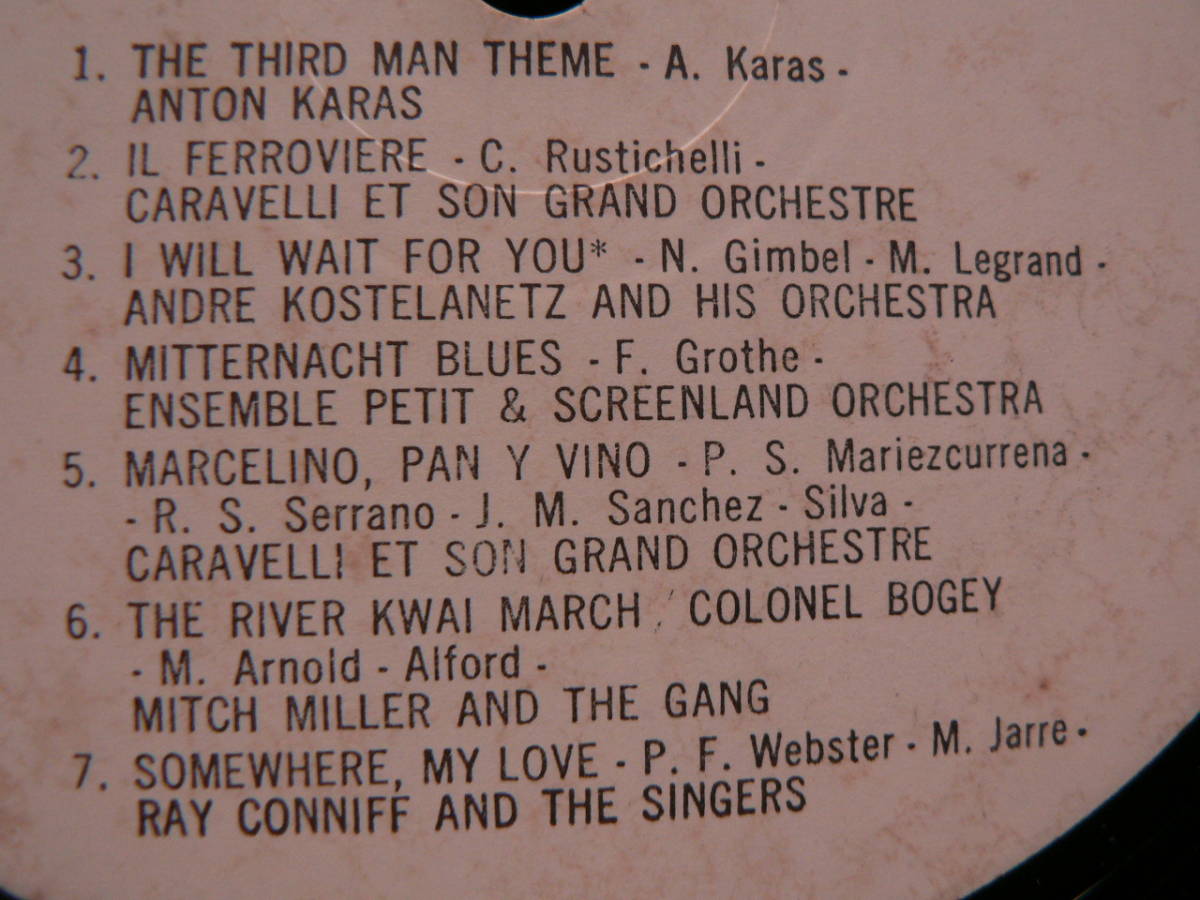 1. THE THIRD MAN THEME - A. Karas -
ANTON KARAS
2. IL FERROVIERE - C. Rustichelli -
CARAVELLI ET SON GRAND ORCHESTRE
3. I WILL WAIT FOR YOU* - N. Gimbel - M. Legrand -
ANDRE KOSTELANETZ AND HIS ORCHESTRA
4. MITTERNACHT BLUES - F. Grothe -
ENSEMBLE PETIT & SCREENLAND ORCHESTRA
5. MARCELINO, PAN Y VINO - P. S. Mariezcurrena -
- R. S. Serrano - J. M. Sanchez - Silva -
CARAVELLI ET SON GRAND ORCHESTRE
6. THE RIVER KWAI MARCH / COLONEL BOGEY
- M. Arnold - Alford -
MITCH MILLER AND THE GANG
7. SOMEWHERE, MY LOVE - P. F. Webster - M. Jarre -
RAY CONNIFF AND THE SINGERS